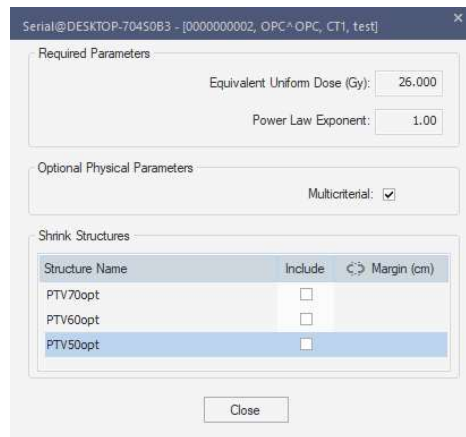 Serial@DESKTOP-704S0B3 - [0000000002, OPC^OPC, CT1, test]
Required Parameters
Equivalent Uniform Dose (Gy): 26.000
Power Law Exponent: 1.00
Optional Physical Parameters
Multicriterial:
Shrink Structures
Structure Name Include Margin (cm)
PTV70opt
PTV60opt
PTV50opt
Close